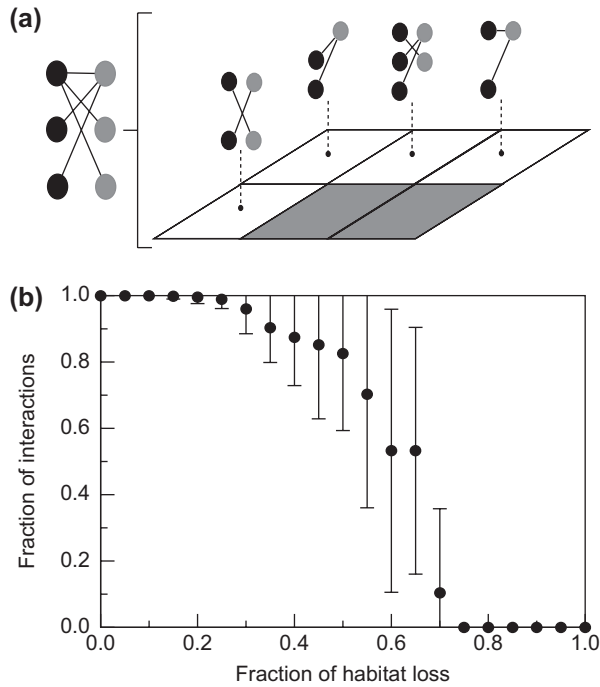 (a)
(b)
1.0
0.8
0.6
0.4
0.2
0.0
Fraction of interactions
0.0 0.2 0.4 0.6 0.8 1.0
Fraction of habitat loss